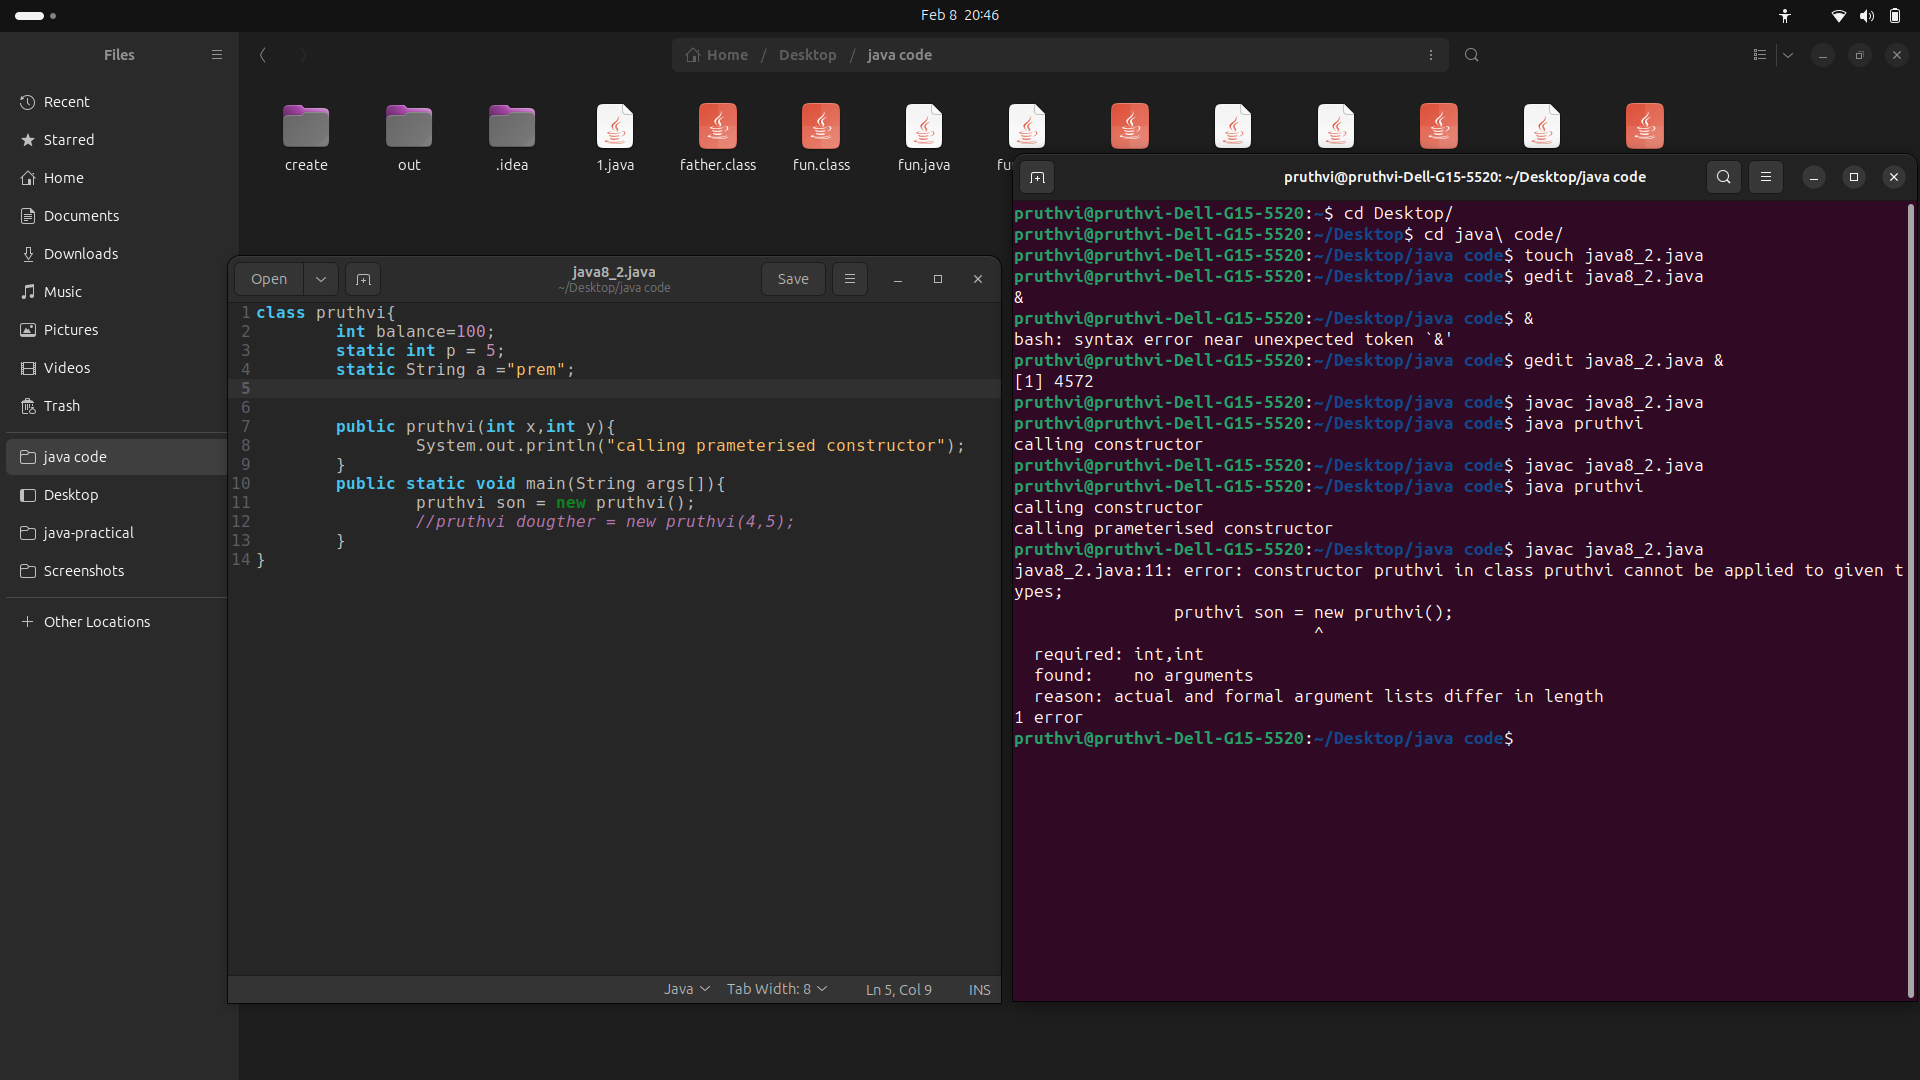 Feb 8 20:46
Files
Home / Desktop / java code
Recent
Starred
Home
Documents
Downloads
Music
Pictures
Videos
Trash
java code
Desktop
java-practical
Screenshots
Other Locations
create
out
.idea
1.java
father.class
fun.class
fun.java
Open
java8_2.java
~/Desktop/java code
Save
1 class pruthvi{
2 int balance=100;
3 static int p = 5;
4 static String a ="prem";
5
6
7 public pruthvi(int x,int y){
8 System.out.println("calling prameterised constructor");
9 }
10 public static void main(String args[]){
11 pruthvi son = new pruthvi();
12 //pruthvi dougther = new pruthvi(4,5);
13 }
14 }
Java
Tab Width: 8
Ln 5, Col 9
INS
pruthvi@pruthvi-Dell-G15-5520: ~/Desktop/java code
pruthvi@pruthvi-Dell-G15-5520:~$ cd Desktop/
pruthvi@pruthvi-Dell-G15-5520:~/Desktop$ cd java\ code/
pruthvi@pruthvi-Dell-G15-5520:~/Desktop/java code$ touch java8_2.java
pruthvi@pruthvi-Dell-G15-5520:~/Desktop/java code$ gedit java8_2.java
&
pruthvi@pruthvi-Dell-G15-5520:~/Desktop/java code$ &
bash: syntax error near unexpected token `&'
pruthvi@pruthvi-Dell-G15-5520:~/Desktop/java code$ gedit java8_2.java &
[1] 4572
pruthvi@pruthvi-Dell-G15-5520:~/Desktop/java code$ javac java8_2.java
pruthvi@pruthvi-Dell-G15-5520:~/Desktop/java code$ java pruthvi
calling constructor
pruthvi@pruthvi-Dell-G15-5520:~/Desktop/java code$ javac java8_2.java
pruthvi@pruthvi-Dell-G15-5520:~/Desktop/java code$ java pruthvi
calling constructor
calling prameterised constructor
pruthvi@pruthvi-Dell-G15-5520:~/Desktop/java code$ javac java8_2.java
java8_2.java:11: error: constructor pruthvi in class pruthvi cannot be applied to given t
ypes;
pruthvi son = new pruthvi();
^
required: int,int
found: no arguments
reason: actual and formal argument lists differ in length
1 error
pruthvi@pruthvi-Dell-G15-5520:~/Desktop/java code$